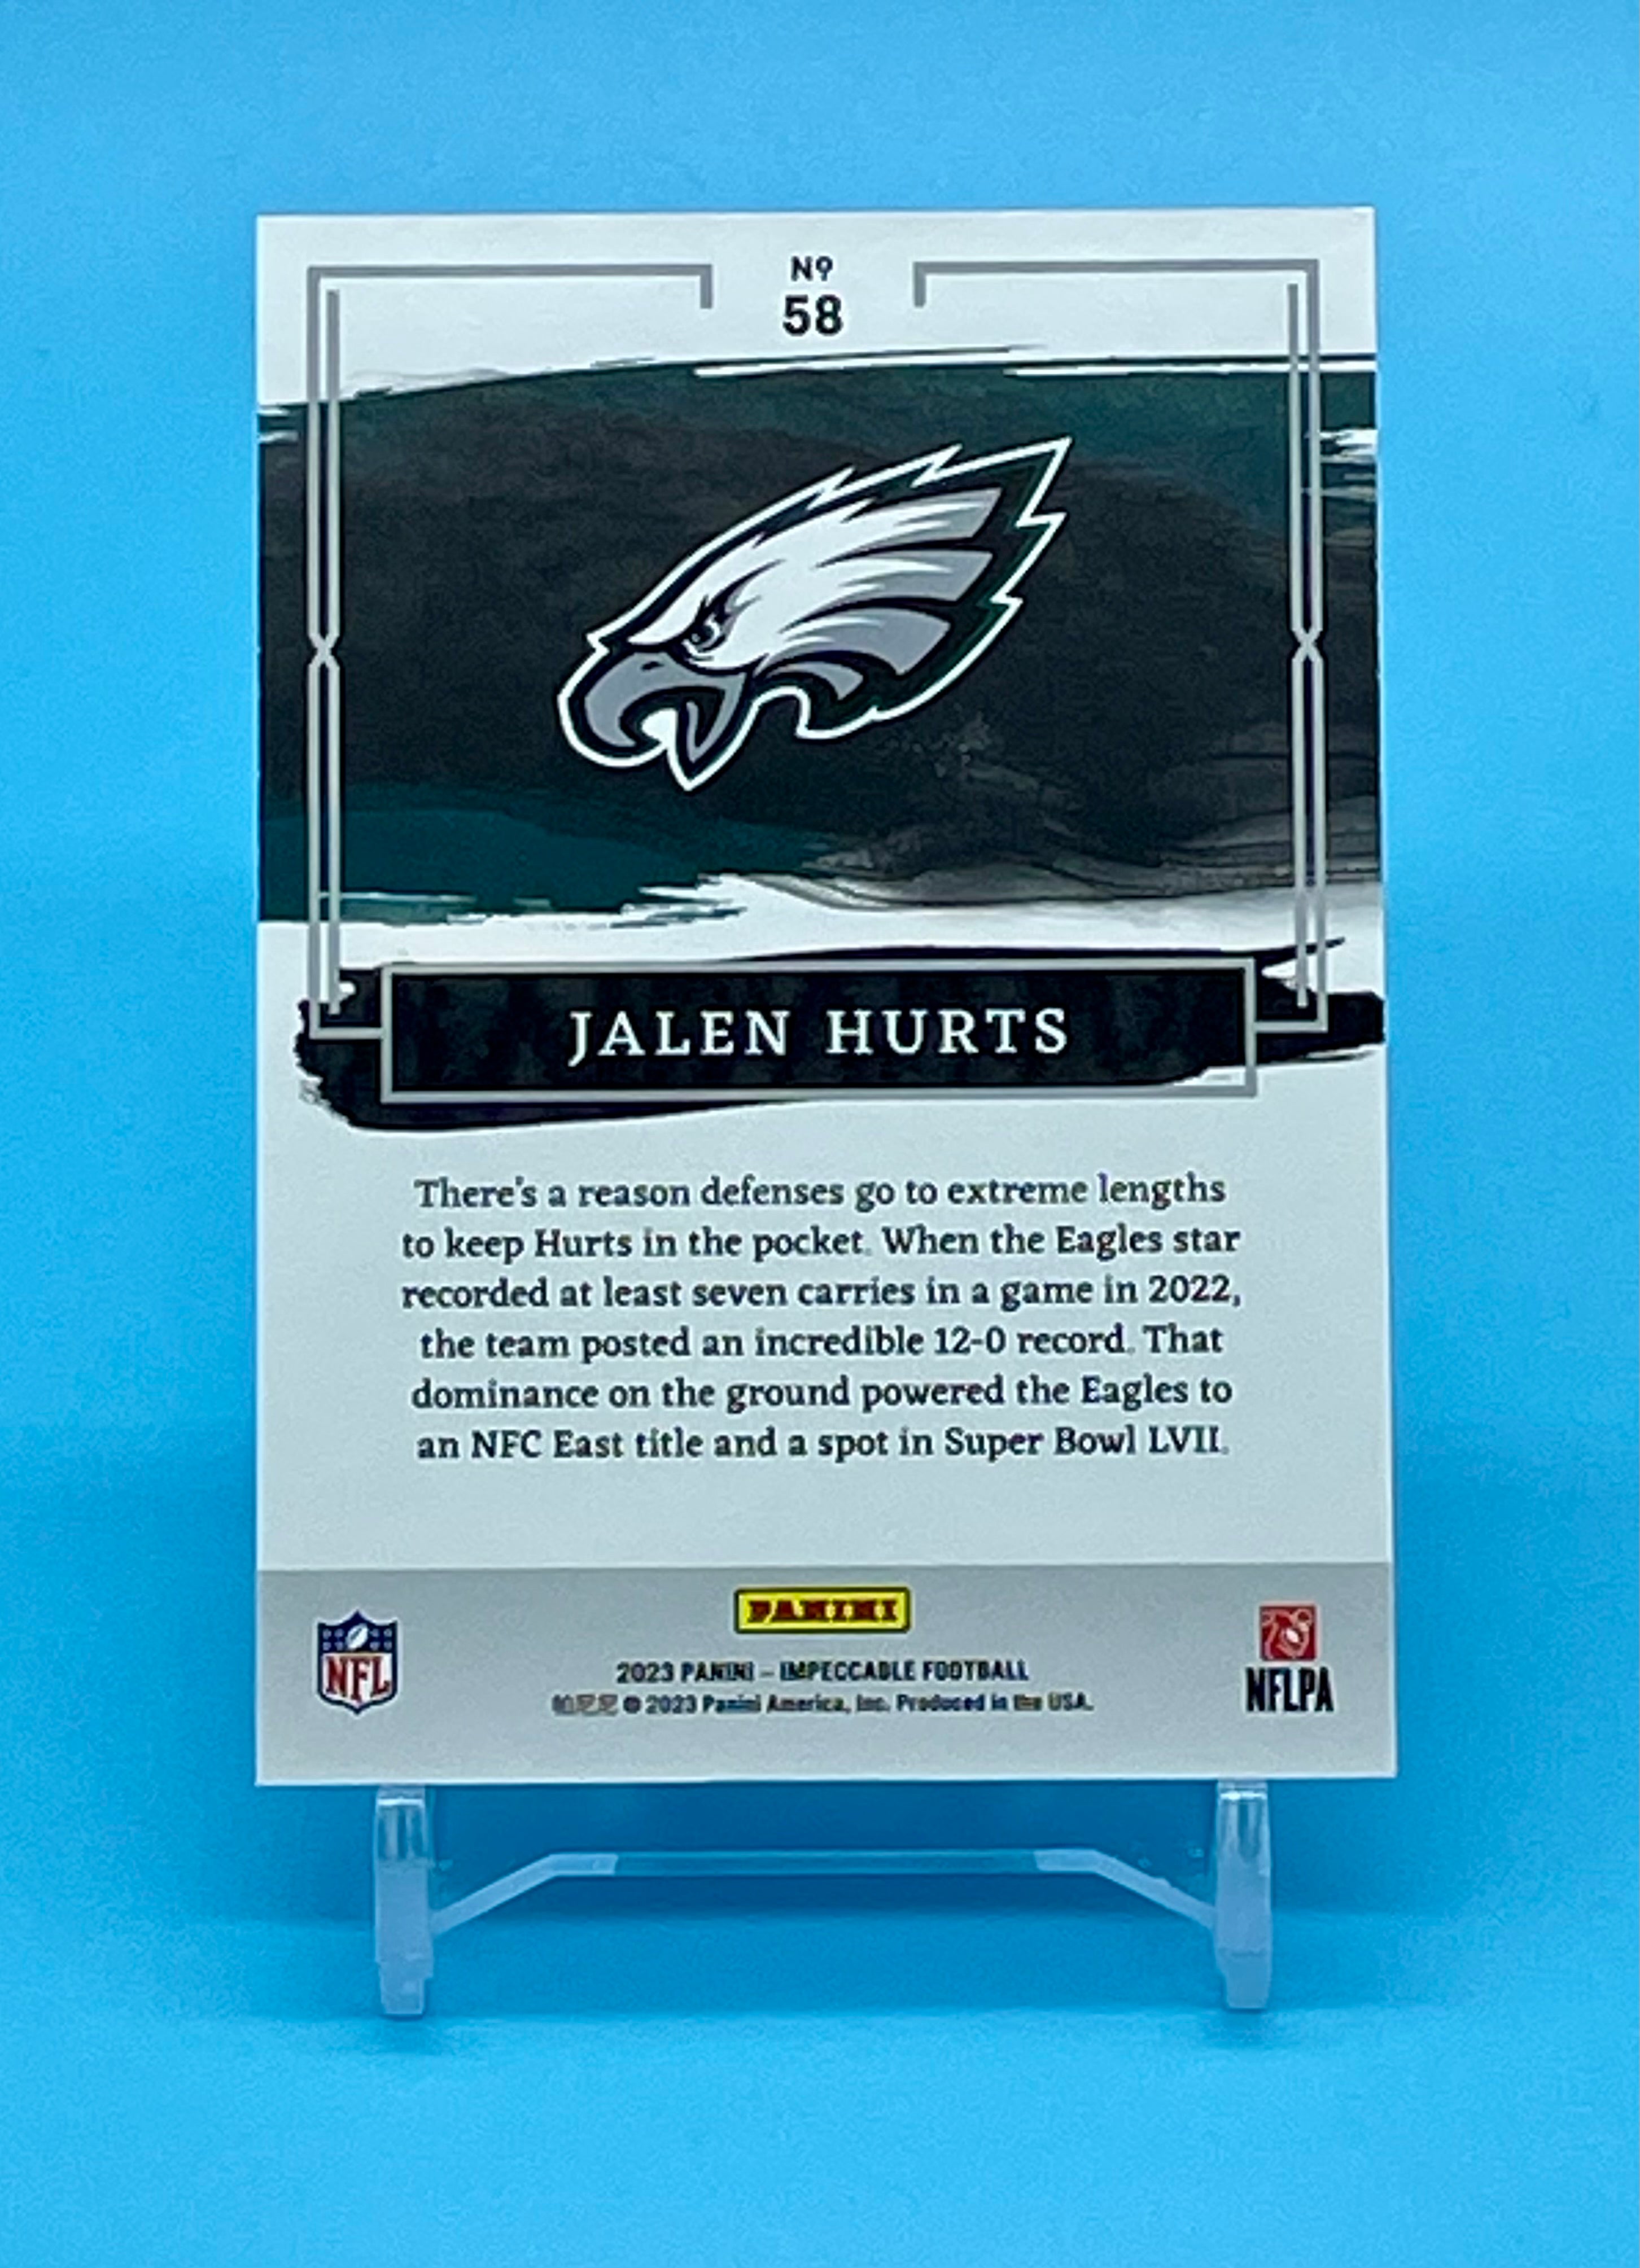 Nº
58
JALEN HURTS
There's a reason defenses go to extreme lengths
to keep Hurts in the pocket. When the Eagles star
recorded at least seven carries in a game in 2022,
the team posted an incredible 12-0 record. That
dominance on the ground powered the Eagles to
an NFC East title and a spot in Super Bowl LVII.
PANINI
NFL
2023 PANINI – IMPECCABLE FOOTBALL
© 2023 Panini America, Inc. Produced in the USA.
NFLPA